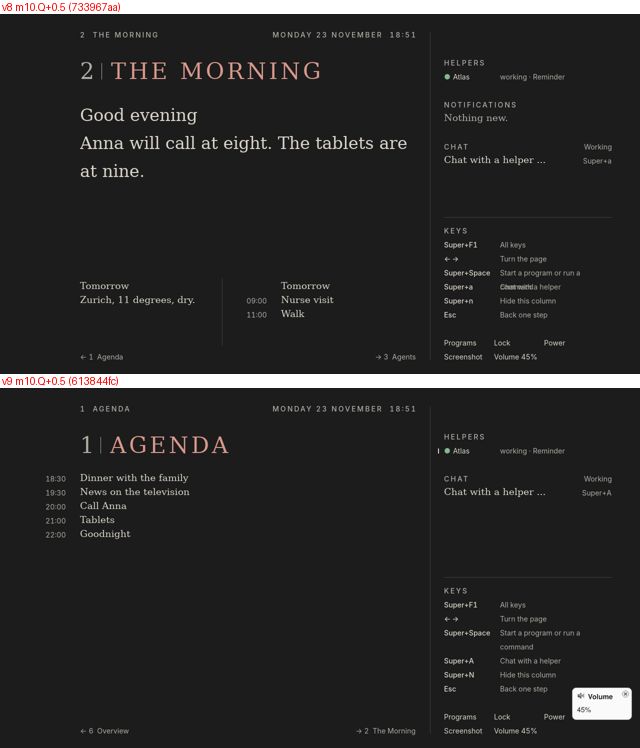 v8 m10.Q+0.5 (733967aa)
2 THE MORNING
MONDAY 23 NOVEMBER 18:51
2 THE MORNING
Good evening
Anna will call at eight. The tablets are
at nine.
Tomorrow
Zurich, 11 degrees, dry.
Tomorrow
09:00 Nurse visit
11:00 Walk
← 1 Agenda
→ 3 Agents
HELPERS
Atlas working · Reminder
NOTIFICATIONS
Nothing new.
CHAT Working
Chat with a helper ... Super+a
KEYS
Super+F1 All keys
← → Turn the page
Super+Space Start a program or run a
Super+a Chat with a helper
Super+n Hide this column
Esc Back one step
Programs Lock Power
Screenshot Volume 45%
v9 m10.Q+0.5 (613844fc)
1 AGENDA
MONDAY 23 NOVEMBER 18:51
1 AGENDA
18:30 Dinner with the family
19:30 News on the television
20:00 Call Anna
21:00 Tablets
22:00 Goodnight
← 6 Overview
→ 2 The Morning
HELPERS
Atlas working · Reminder
CHAT Working
Chat with a helper ... Super+A
KEYS
Super+F1 All keys
← → Turn the page
Super+Space Start a program or run a
command
Super+A Chat with a helper
Super+N Hide this column
Esc Back one step
Programs Lock Power
Screenshot Volume 45%
Volume
45%